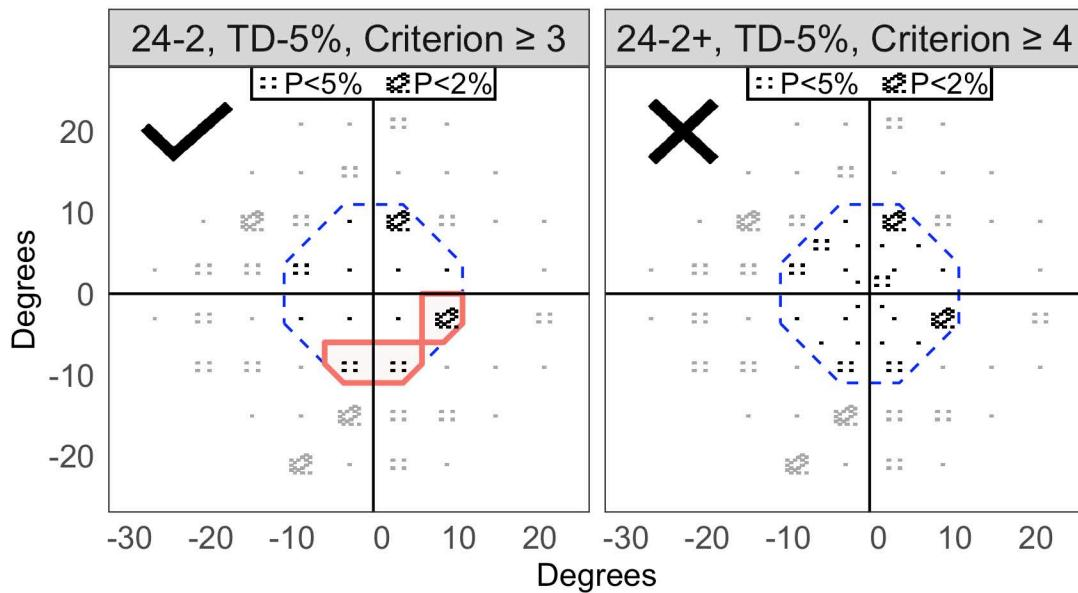 24-2, TD-5%, Criterion ≥ 3
24-2+, TD-5%, Criterion ≥ 4
P<5% P<2%
P<5% P<2%
20
10
0
-10
-20
Degrees
-30 -20 -10 0 10 20
-30 -20 -10 0 10 20
Degrees